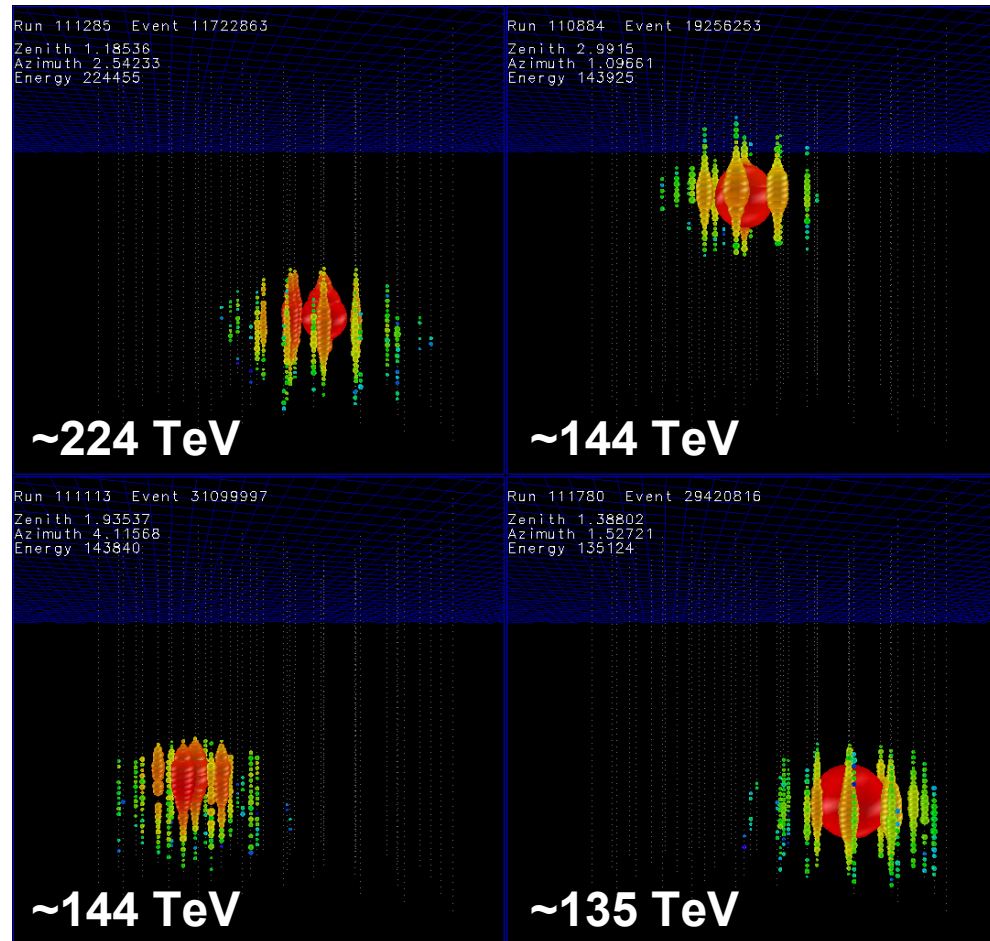 Run 111285 Event 11722863
Zenith 1.18536
Azimuth 2.54233
Energy 224455
~224 TeV
Run 110884 Event 19256253
Zenith 2.9915
Azimuth 1.09661
Energy 143925
~144 TeV
Run 111113 Event 31099997
Zenith 1.93537
Azimuth 4.11568
Energy 143840
~144 TeV
Run 111780 Event 29420816
Zenith 1.38802
Azimuth 1.52721
Energy 135124
~135 TeV